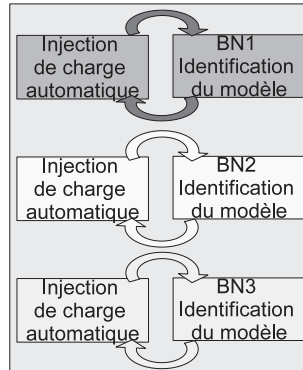 Injection
de charge
automatique
BN1
Identification
du modèle
Injection
de charge
automatique
BN2
Identification
du modèle
Injection
de charge
automatique
BN3
Identification
du modèle